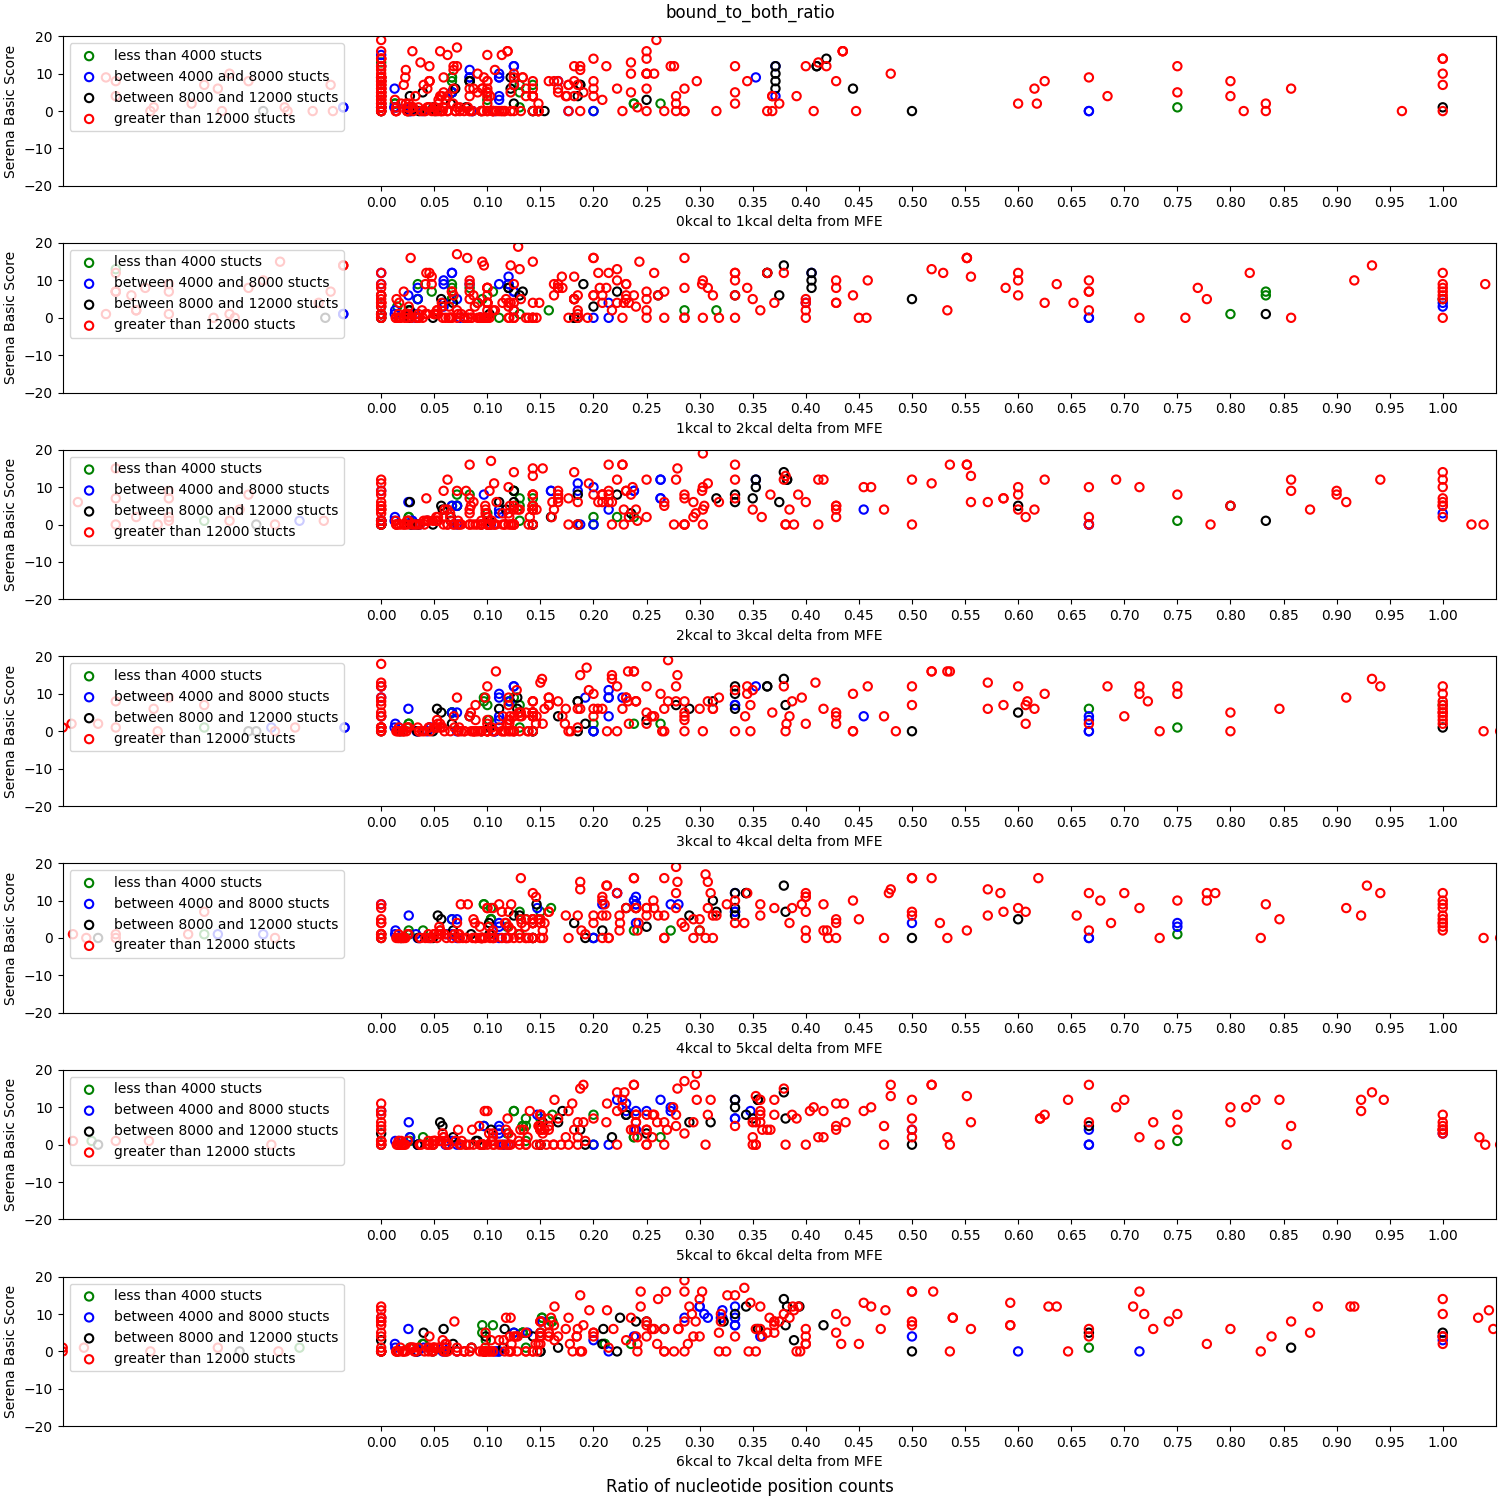 bound_to_both_ratio
Serena Basic Score
20
10
0
−10
−20
less than 4000 stucts
between 4000 and 8000 stucts
between 8000 and 12000 stucts
greater than 12000 stucts
0.00 0.05 0.10 0.15 0.20 0.25 0.30 0.35 0.40 0.45 0.50 0.55 0.60 0.65 0.70 0.75 0.80 0.85 0.90 0.95 1.00
0kcal to 1kcal delta from MFE
Serena Basic Score
20
10
0
−10
−20
less than 4000 stucts
between 4000 and 8000 stucts
between 8000 and 12000 stucts
greater than 12000 stucts
0.00 0.05 0.10 0.15 0.20 0.25 0.30 0.35 0.40 0.45 0.50 0.55 0.60 0.65 0.70 0.75 0.80 0.85 0.90 0.95 1.00
1kcal to 2kcal delta from MFE
Serena Basic Score
20
10
0
−10
−20
less than 4000 stucts
between 4000 and 8000 stucts
between 8000 and 12000 stucts
greater than 12000 stucts
0.00 0.05 0.10 0.15 0.20 0.25 0.30 0.35 0.40 0.45 0.50 0.55 0.60 0.65 0.70 0.75 0.80 0.85 0.90 0.95 1.00
2kcal to 3kcal delta from MFE
Serena Basic Score
20
10
0
−10
−20
less than 4000 stucts
between 4000 and 8000 stucts
between 8000 and 12000 stucts
greater than 12000 stucts
0.00 0.05 0.10 0.15 0.20 0.25 0.30 0.35 0.40 0.45 0.50 0.55 0.60 0.65 0.70 0.75 0.80 0.85 0.90 0.95 1.00
3kcal to 4kcal delta from MFE
Serena Basic Score
20
10
0
−10
−20
less than 4000 stucts
between 4000 and 8000 stucts
between 8000 and 12000 stucts
greater than 12000 stucts
0.00 0.05 0.10 0.15 0.20 0.25 0.30 0.35 0.40 0.45 0.50 0.55 0.60 0.65 0.70 0.75 0.80 0.85 0.90 0.95 1.00
4kcal to 5kcal delta from MFE
Serena Basic Score
20
10
0
−10
−20
less than 4000 stucts
between 4000 and 8000 stucts
between 8000 and 12000 stucts
greater than 12000 stucts
0.00 0.05 0.10 0.15 0.20 0.25 0.30 0.35 0.40 0.45 0.50 0.55 0.60 0.65 0.70 0.75 0.80 0.85 0.90 0.95 1.00
5kcal to 6kcal delta from MFE
Serena Basic Score
20
10
0
−10
−20
less than 4000 stucts
between 4000 and 8000 stucts
between 8000 and 12000 stucts
greater than 12000 stucts
0.00 0.05 0.10 0.15 0.20 0.25 0.30 0.35 0.40 0.45 0.50 0.55 0.60 0.65 0.70 0.75 0.80 0.85 0.90 0.95 1.00
6kcal to 7kcal delta from MFE
Ratio of nucleotide position counts